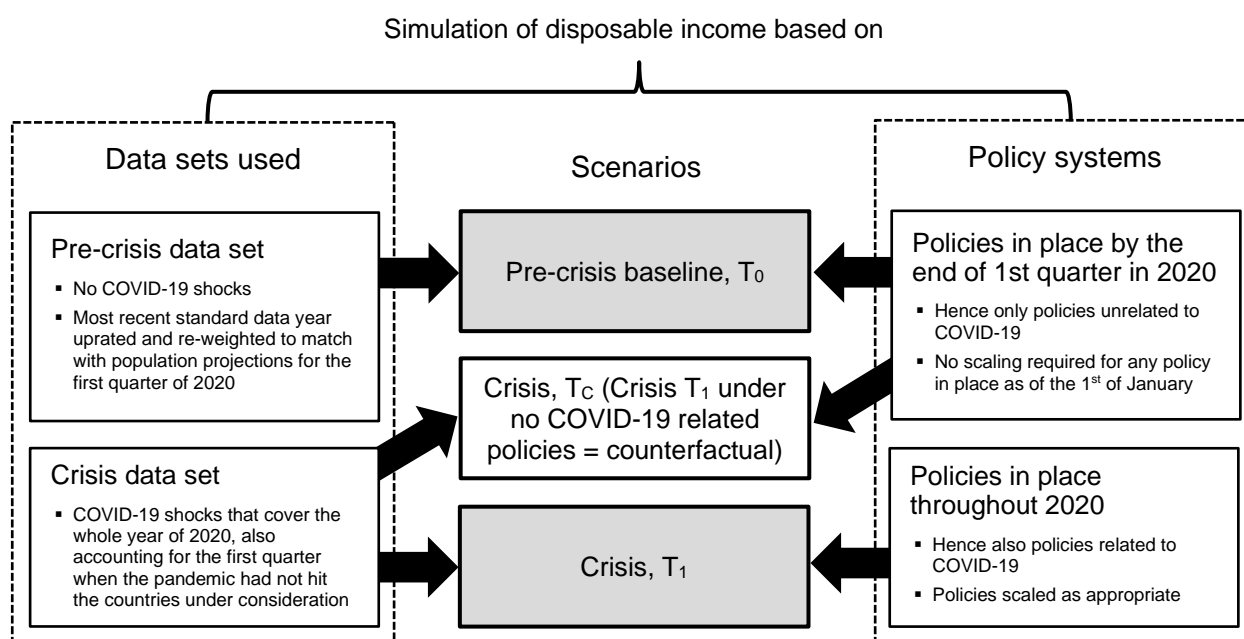 Simulation of disposable income based on
Data sets used
Pre-crisis data set
▪ No COVID-19 shocks
▪ Most recent standard data year
uprated and re-weighted to match
with population projections for the
first quarter of 2020
Crisis data set
▪ COVID-19 shocks that cover the
whole year of 2020, also
accounting for the first quarter
when the pandemic had not hit
the countries under consideration
Scenarios
Pre-crisis baseline, T₀
Crisis, T_C (Crisis T₁ under
no COVID-19 related
policies = counterfactual)
Crisis, T₁
Policy systems
Policies in place by the
end of 1st quarter in 2020
▪ Hence only policies unrelated to
COVID-19
▪ No scaling required for any policy
in place as of the 1st of January
Policies in place
throughout 2020
▪ Hence also policies related to
COVID-19
▪ Policies scaled as appropriate